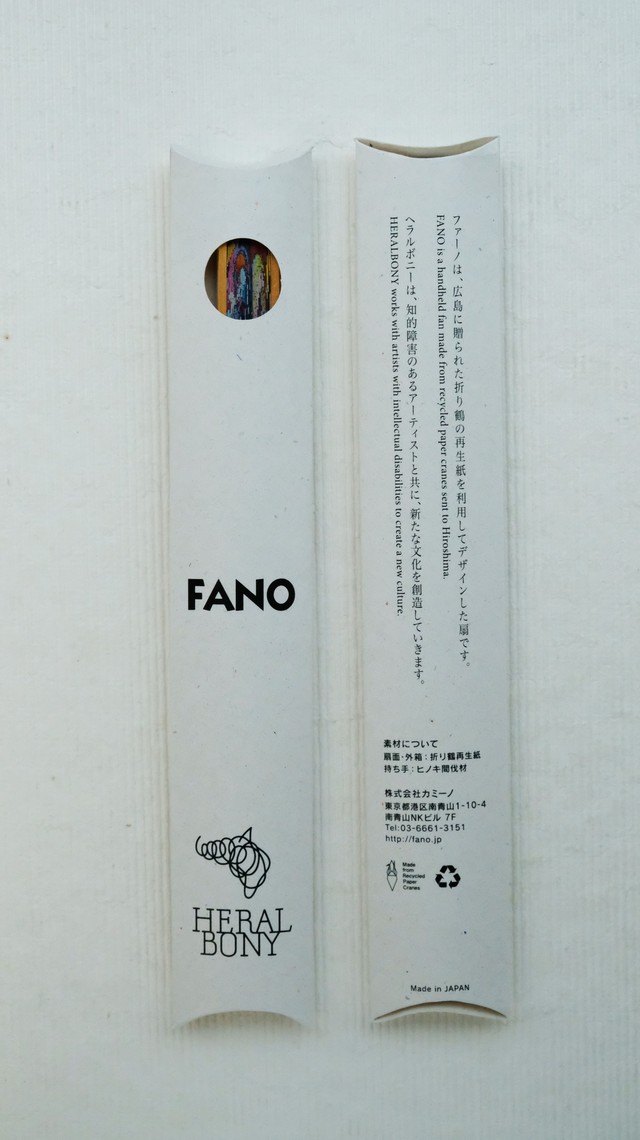 FANO
HERAL
BONY
ファーノは、広島に贈られた折り鶴の再生紙を利用してデザインした扇です。
FANO is a handheld fan made from recycled paper cranes sent to Hiroshima.
ヘラルボニーは、知的障害のあるアーティストと共に、新たな文化を創造していきます。
HERALBONY works with artists with intellectual disabilities to create a new culture.
素材について
扇面・外箱：折り鶴再生紙
持ち手：ヒノキ間伐材
株式会社カミーノ
東京都港区南青山1-10-4
南青山NKビル 7F
Tel:03-6661-3151
http://fano.jp
Made
from
Recycled
Paper
Cranes
Made in JAPAN